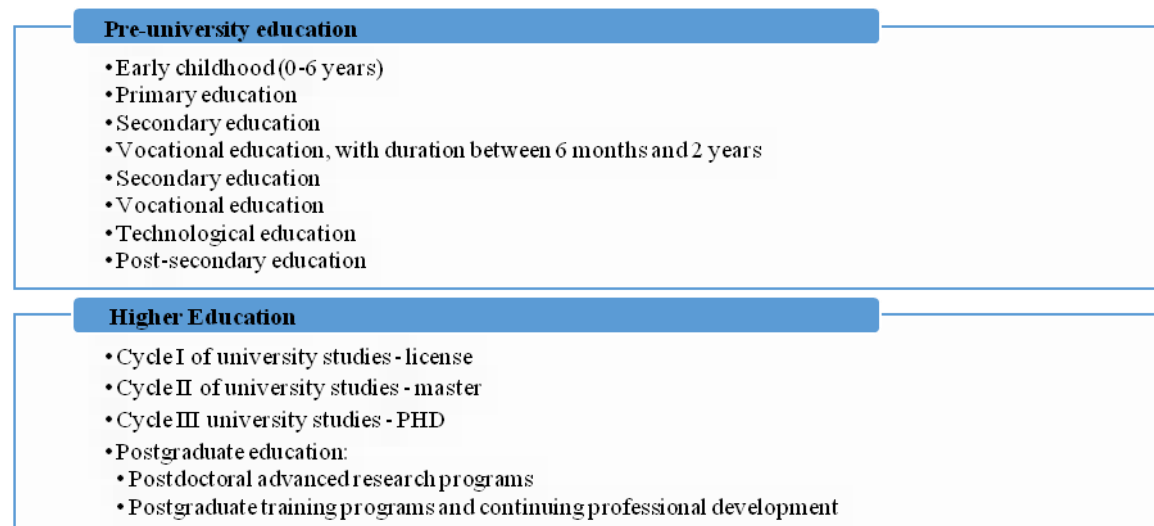 Pre-university education
•Early childhood (0-6 years)
•Primary education
•Secondary education
•Vocational education, with duration between 6 months and 2 years
•Secondary education
•Vocational education
•Technological education
•Post-secondary education
Higher Education
•Cycle I of university studies - license
•Cycle II of university studies - master
•Cycle III university studies - PHD
•Postgraduate education:
•Postdoctoral advanced research programs
•Postgraduate training programs and continuing professional development